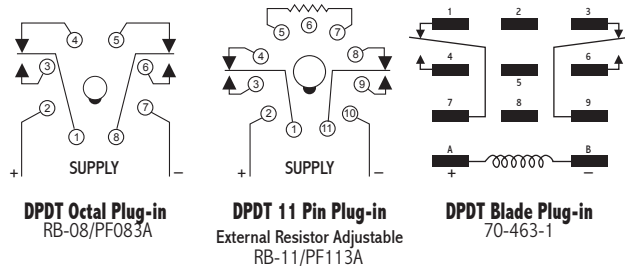 4 5
3 6
2 7
1 8
+ SUPPLY –
DPDT Octal Plug-in
RB-08/PF083A
5 6 7
4 8
3 9
2 10
1 11
+ SUPPLY –
DPDT 11 Pin Plug-in
External Resistor Adjustable
RB-11/PF113A
1 2 3
4 5 6
7 8 9
A B
+ –
DPDT Blade Plug-in
70-463-1